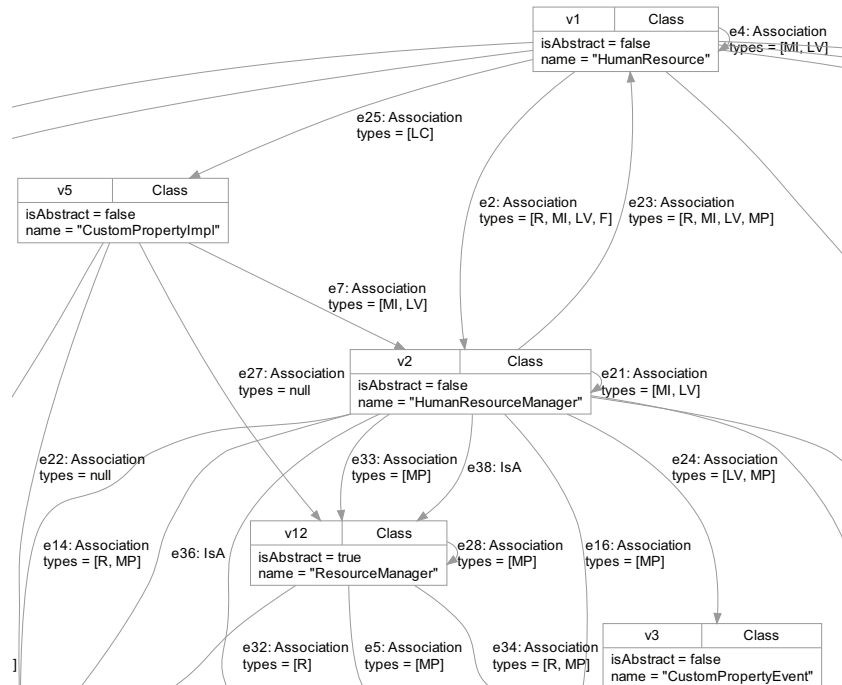 v1 Class
isAbstract = false
name = "HumanResource"
e4: Association
types = [MI, LV]
e25: Association
types = [LC]
v5 Class
isAbstract = false
name = "CustomPropertyImpl"
e2: Association
types = [R, MI, LV, F]
e23: Association
types = [R, MI, LV, MP]
e7: Association
types = [MI, LV]
v2 Class
isAbstract = false
name = "HumanResourceManager"
e21: Association
types = [MI, LV]
e27: Association
types = null
e22: Association
types = null
e33: Association
types = [MP]
e38: IsA
e24: Association
types = [LV, MP]
v12 Class
isAbstract = true
name = "ResourceManager"
e14: Association
types = [R, MP]
e36: IsA
e28: Association
types = [MP]
e16: Association
types = [MP]
v3 Class
isAbstract = false
name = "CustomPropertyEvent"
e32: Association
types = [R]
e5: Association
types = [MP]
e34: Association
types = [R, MP]
]